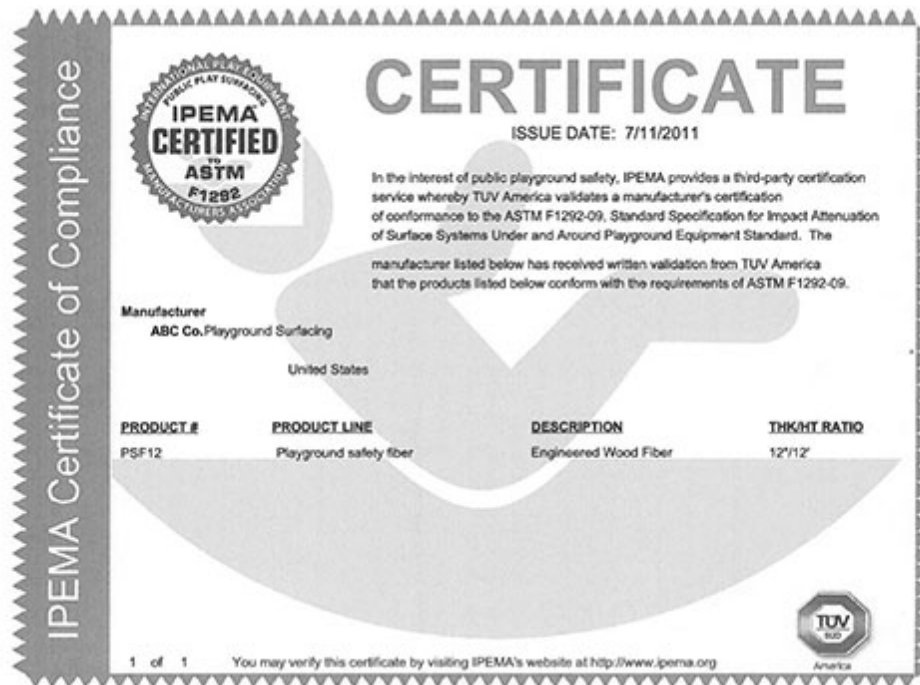 IPEMA Certificate of Compliance
INTERNATIONAL PLAY EQUIPMENT
MANUFACTURERS ASSOCIATION
PUBLIC PLAY SURFACING
IPEMA
CERTIFIED
TO
ASTM
F1292
CERTIFICATE
ISSUE DATE: 7/11/2011
In the interest of public playground safety, IPEMA provides a third-party certification
service whereby TUV America validates a manufacturer's certification
of conformance to the ASTM F1292-09, Standard Specification for Impact Attenuation
of Surface Systems Under and Around Playground Equipment Standard. The
manufacturer listed below has received written validation from TUV America
that the products listed below conform with the requirements of ASTM F1292-09.
Manufacturer
ABC Co.Playground Surfacing
United States
PRODUCT # PRODUCT LINE DESCRIPTION THK/HT RATIO
PSF12 Playground safety fiber Engineered Wood Fiber 12"/12'
TUV
SUD
America
1 of 1 You may verify this certificate by visiting IPEMA's website at http://www.ipema.org